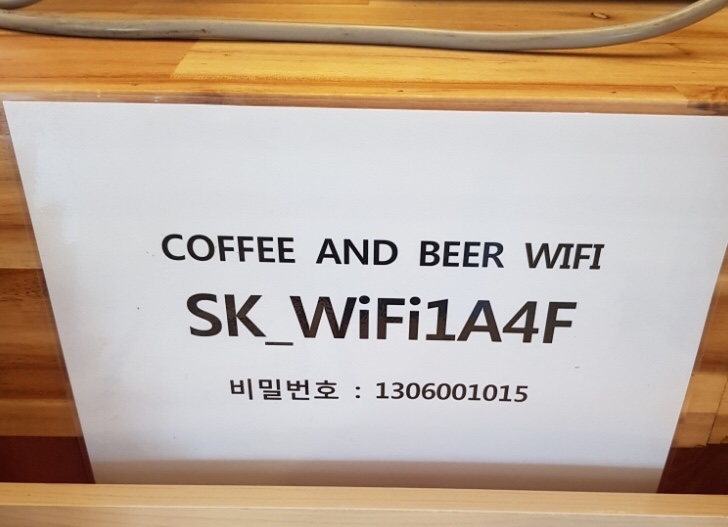 COFFEE AND BEER WIFI
SK_WiFi1A4F
비밀번호 : 1306001015